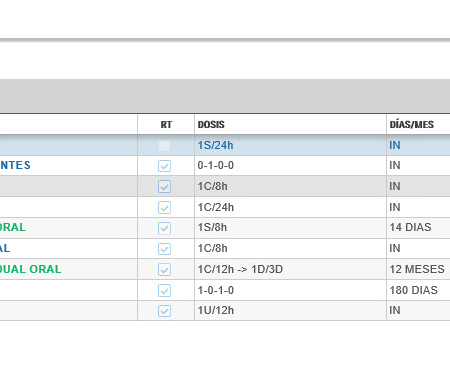 RT DOSIS DÍAS/MES
1S/24h IN
NTES 0-1-0-0 IN
1C/8h IN
1C/24h IN
ORAL 1S/8h 14 DIAS
AL 1C/8h IN
DUAL ORAL 1C/12h -> 1D/3D 12 MESES
1-0-1-0 180 DIAS
1U/12h IN